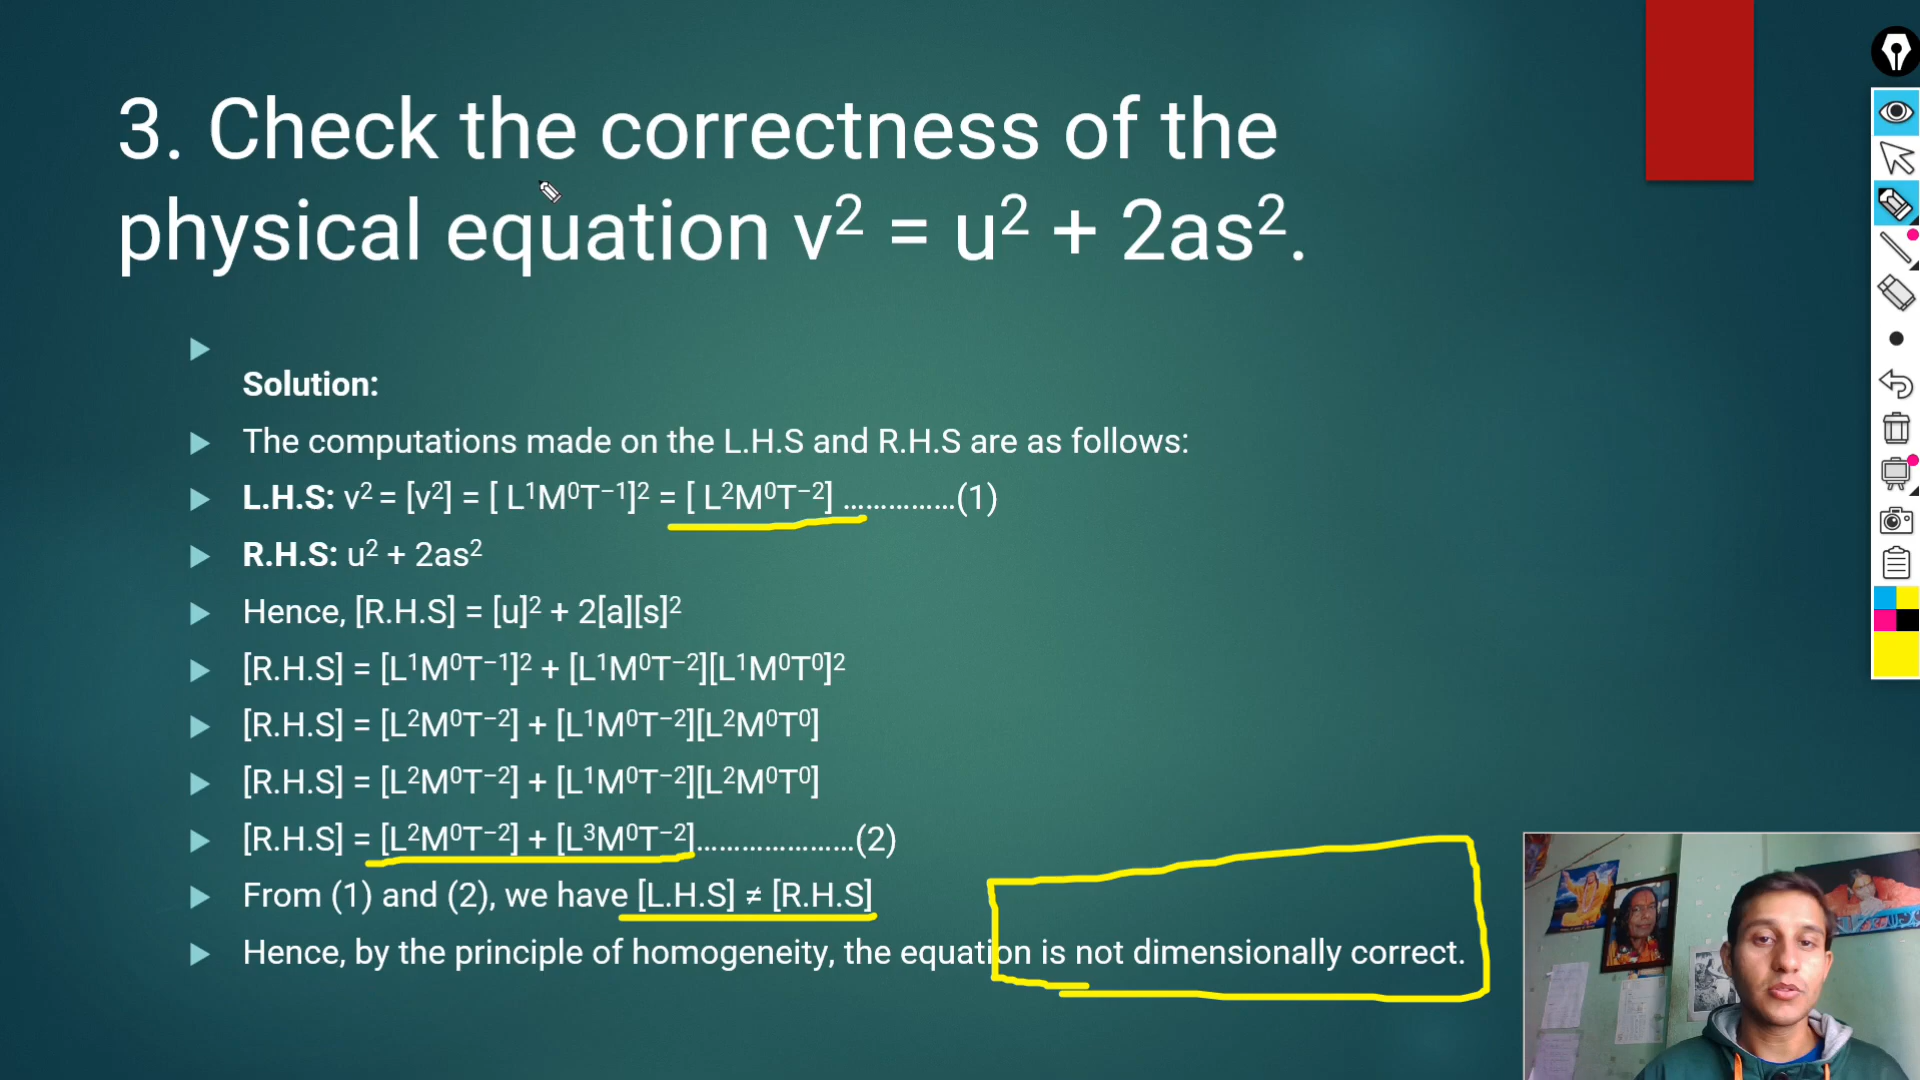 3. Check the correctness of the
physical equation v² = u² + 2as².
Solution:
The computations made on the L.H.S and R.H.S are as follows:
L.H.S: v² = [v²] = [ L¹M⁰T⁻¹]² = [ L²M⁰T⁻²] ……………(1)
R.H.S: u² + 2as²
Hence, [R.H.S] = [u]² + 2[a][s]²
[R.H.S] = [L¹M⁰T⁻¹]² + [L¹M⁰T⁻²][L¹M⁰T⁰]²
[R.H.S] = [L²M⁰T⁻²] + [L¹M⁰T⁻²][L²M⁰T⁰]
[R.H.S] = [L²M⁰T⁻²] + [L¹M⁰T⁻²][L²M⁰T⁰]
[R.H.S] = [L²M⁰T⁻²] + [L³M⁰T⁻²]…………………(2)
From (1) and (2), we have [L.H.S] ≠ [R.H.S]
Hence, by the principle of homogeneity, the equation is not dimensionally correct.